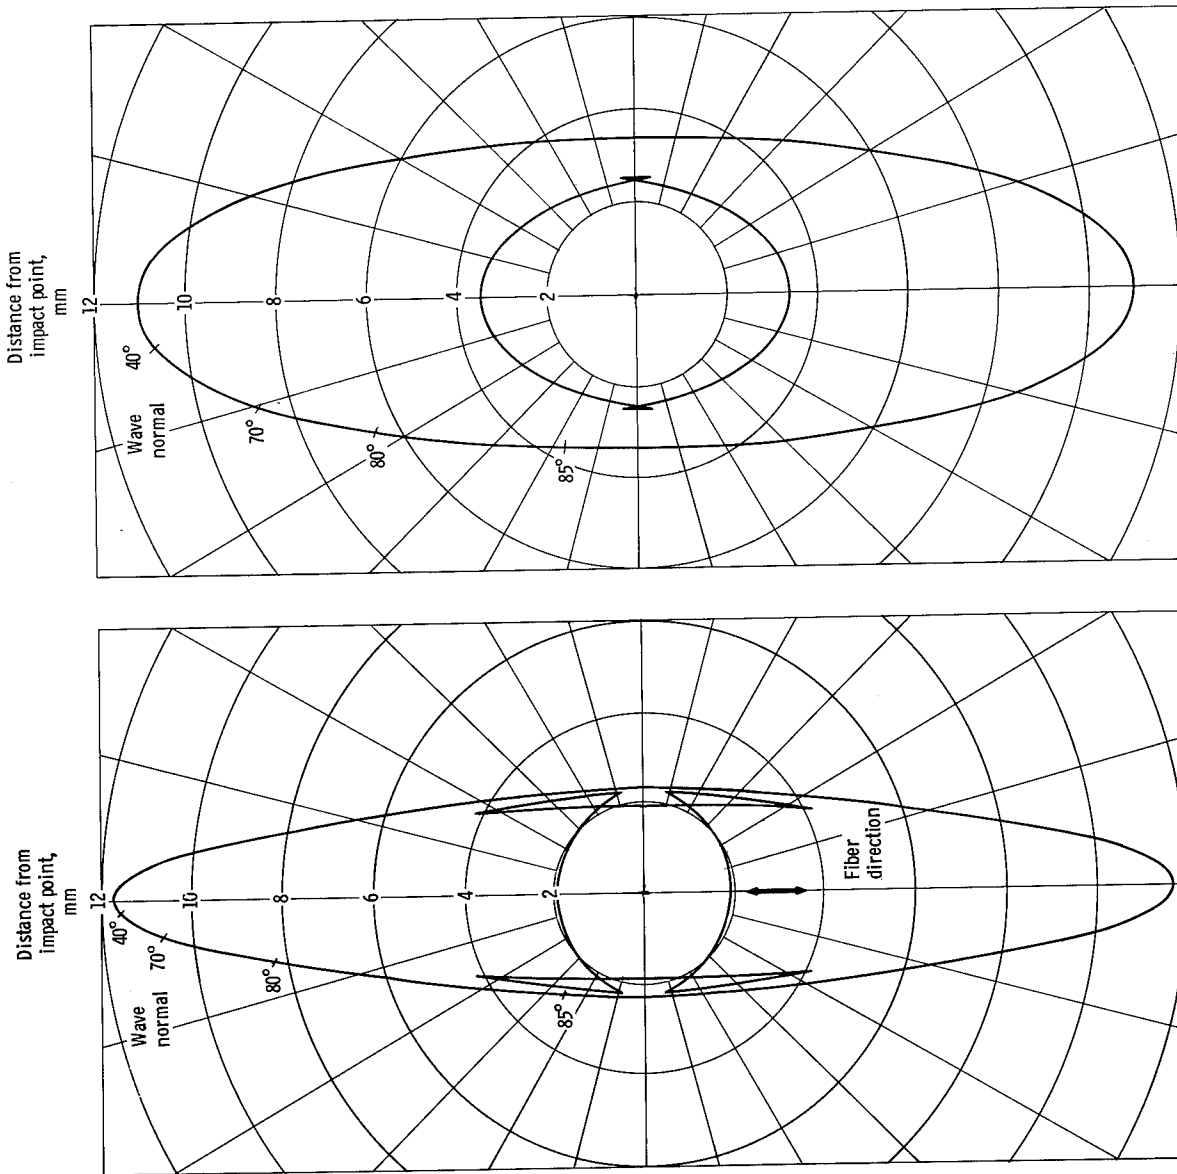 Distance from
impact point,
mm
12
10
8
6
4
2
40°
70°
80°
85°
Wave
normal
Distance from
impact point,
mm
12
10
8
6
4
2
40°
70°
80°
85°
Wave
normal
Fiber
direction